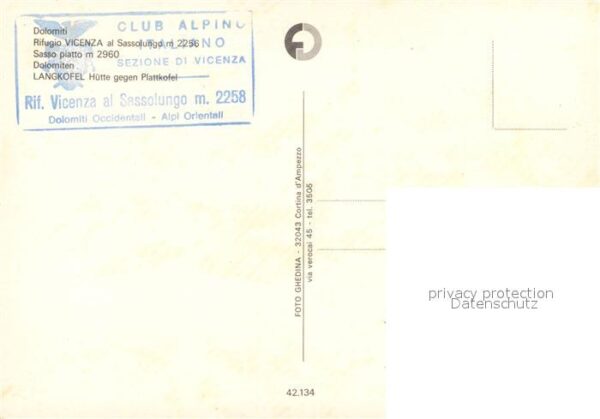 Dolomiti
Rifugio VICENZA al Sassolungo m 2256
Sasso piatto m 2960
Dolomiten
LANGKOFEL Hütte gegen Plattkofel
CLUB ALPINO
ITALIANO
SEZIONE DI VICENZA
Rif. Vicenza al Sassolungo m. 2258
Dolomiti Occidentali - Alpi Orientali
FOTO GHEDINA - 32043 Cortina d'Ampezzo
via verocai 45 - tel. 3506
privacy protection
Datenschutz
42.134